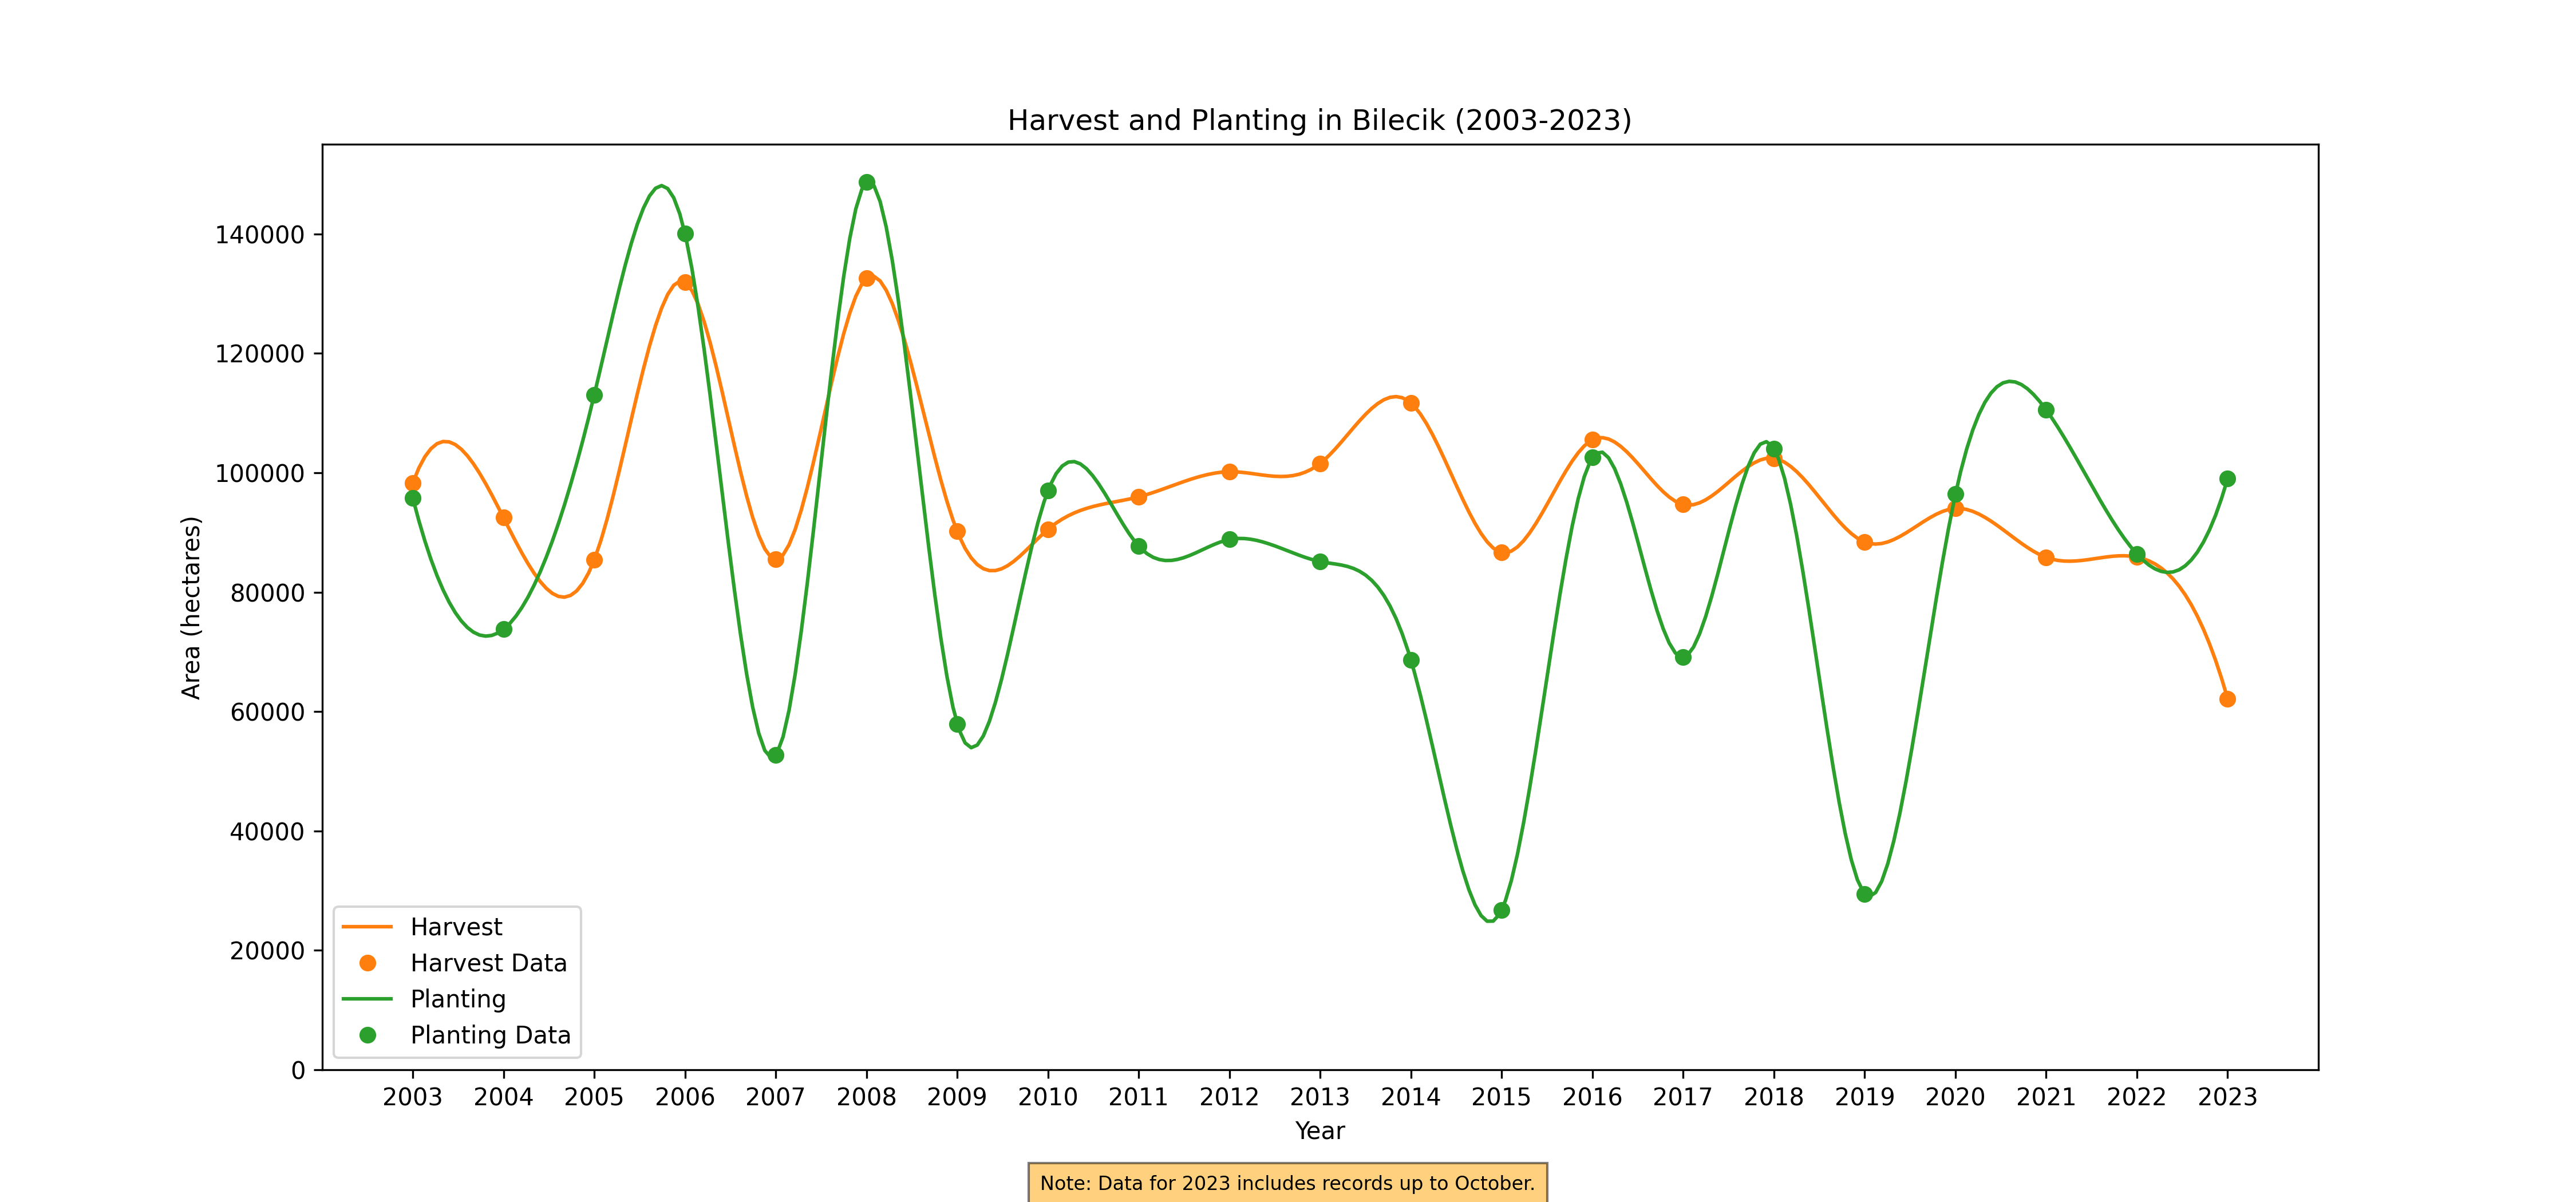 Harvest and Planting in Bilecik (2003-2023)
Area (hectares)
140000
120000
100000
80000
60000
40000
20000
0
Harvest
Harvest Data
Planting
Planting Data
2003 2004 2005 2006 2007 2008 2009 2010 2011 2012 2013 2014 2015 2016 2017 2018 2019 2020 2021 2022 2023
Year
Note: Data for 2023 includes records up to October.